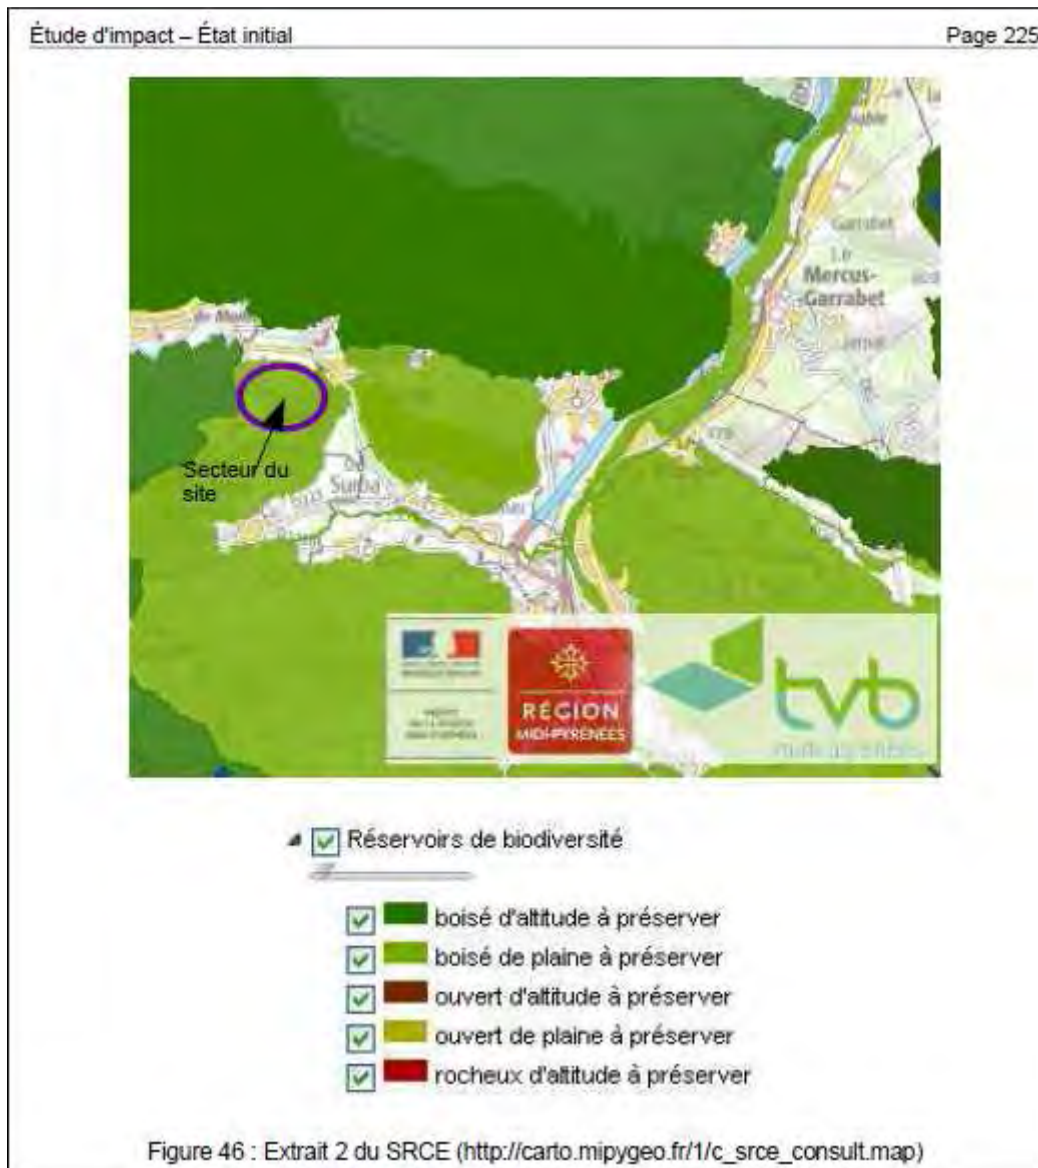 Étude d'impact – État initial
Page 225
Garrabet
Le
Mercus-
Garrabet
Jarnat
Secteur du
site
Surba
RÉGION
MIDI-PYRÉNÉES
tvb
Réservoirs de biodiversité
boisé d'altitude à préserver
boisé de plaine à préserver
ouvert d'altitude à préserver
ouvert de plaine à préserver
rocheux d'altitude à préserver
Figure 46 : Extrait 2 du SRCE (http://carto.mipygeo.fr/1/c_srce_consult.map)